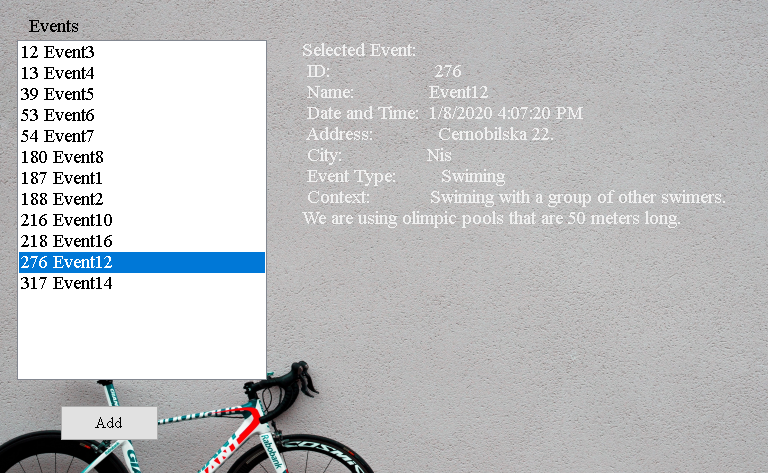 Events
12 Event3
13 Event4
39 Event5
53 Event6
54 Event7
180 Event8
187 Event1
188 Event2
216 Event10
218 Event16
276 Event12
317 Event14
Selected Event:
ID: 276
Name: Event12
Date and Time: 1/8/2020 4:07:20 PM
Address: Cernobilska 22.
City: Nis
Event Type: Swiming
Context: Swiming with a group of other swimers.
We are using olimpic pools that are 50 meters long.
Add
Rabobank
COSMIS